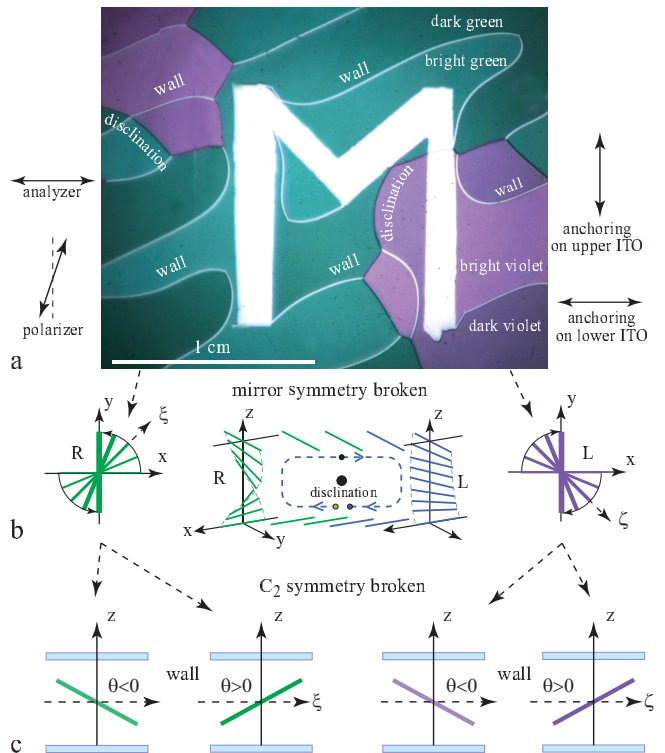 dark green
wall
bright green
wall
disclination
analyzer
disclination
wall
anchoring
on upper ITO
wall
wall
bright violet
polarizer
dark violet
anchoring
on lower ITO
1 cm
a
mirror symmetry broken
y
ξ
R
x
z
z
R
L
disclination
x
y
y
L
x
ζ
b
C2 symmetry broken
z
z
z
z
wall
wall
θ<0
θ>0
ξ
θ<0
θ>0
ζ
c